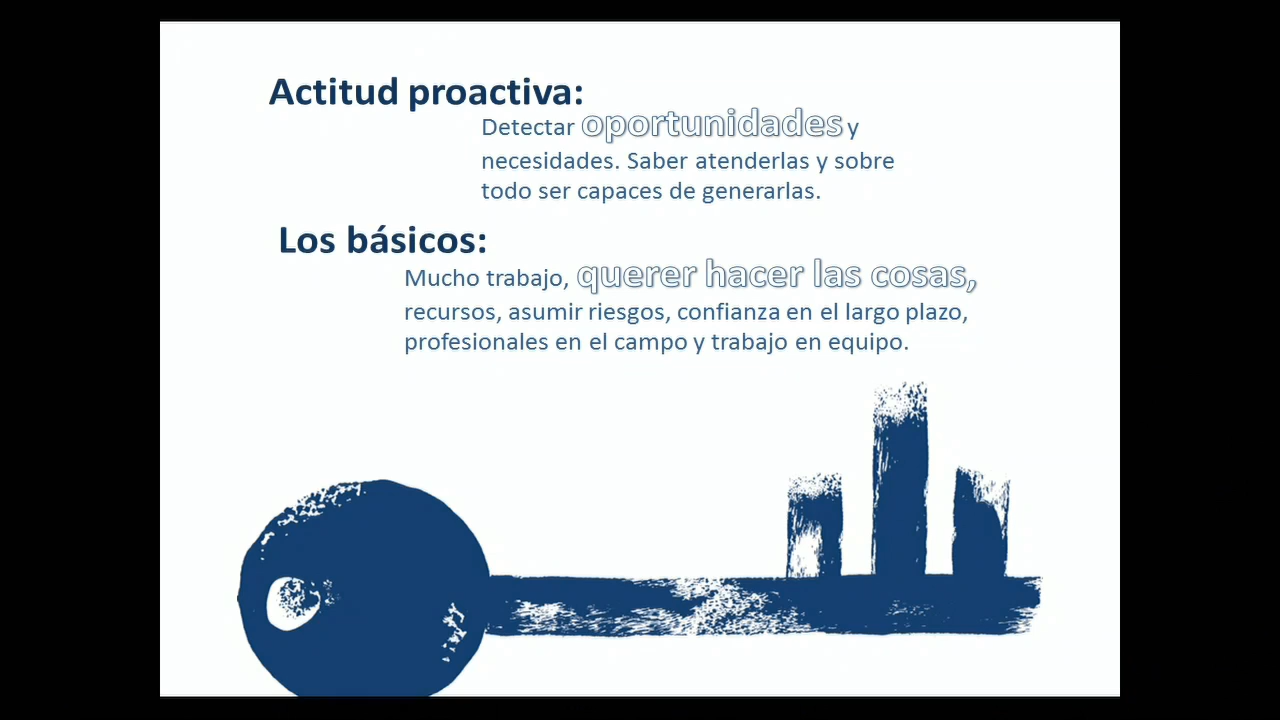 Actitud proactiva:
Detectar oportunidades y
necesidades. Saber atenderlas y sobre
todo ser capaces de generarlas.
Los básicos:
Mucho trabajo, querer hacer las cosas,
recursos, asumir riesgos, confianza en el largo plazo,
profesionales en el campo y trabajo en equipo.